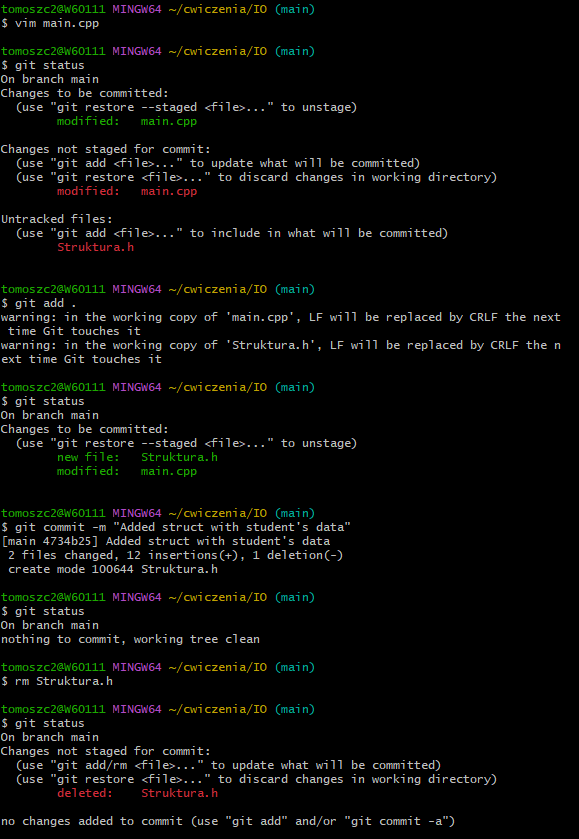 tomoszc2@W60111 MINGW64 ~/cwiczenia/IO (main)
$ vim main.cpp
tomoszc2@W60111 MINGW64 ~/cwiczenia/IO (main)
$ git status
On branch main
Changes to be committed:
  (use "git restore --staged <file>..." to unstage)
        modified:   main.cpp
Changes not staged for commit:
  (use "git add <file>..." to update what will be committed)
  (use "git restore <file>..." to discard changes in working directory)
        modified:   main.cpp
Untracked files:
  (use "git add <file>..." to include in what will be committed)
        Struktura.h
tomoszc2@W60111 MINGW64 ~/cwiczenia/IO (main)
$ git add .
warning: in the working copy of 'main.cpp', LF will be replaced by CRLF the next
 time Git touches it
warning: in the working copy of 'Struktura.h', LF will be replaced by CRLF the n
ext time Git touches it
tomoszc2@W60111 MINGW64 ~/cwiczenia/IO (main)
$ git status
On branch main
Changes to be committed:
  (use "git restore --staged <file>..." to unstage)
        new file:   Struktura.h
        modified:   main.cpp
tomoszc2@W60111 MINGW64 ~/cwiczenia/IO (main)
$ git commit -m "Added struct with student's data"
[main 4734b25] Added struct with student's data
 2 files changed, 12 insertions(+), 1 deletion(-)
 create mode 100644 Struktura.h
tomoszc2@W60111 MINGW64 ~/cwiczenia/IO (main)
$ git status
On branch main
nothing to commit, working tree clean
tomoszc2@W60111 MINGW64 ~/cwiczenia/IO (main)
$ rm Struktura.h
tomoszc2@W60111 MINGW64 ~/cwiczenia/IO (main)
$ git status
On branch main
Changes not staged for commit:
  (use "git add/rm <file>..." to update what will be committed)
  (use "git restore <file>..." to discard changes in working directory)
        deleted:    Struktura.h
no changes added to commit (use "git add" and/or "git commit -a")